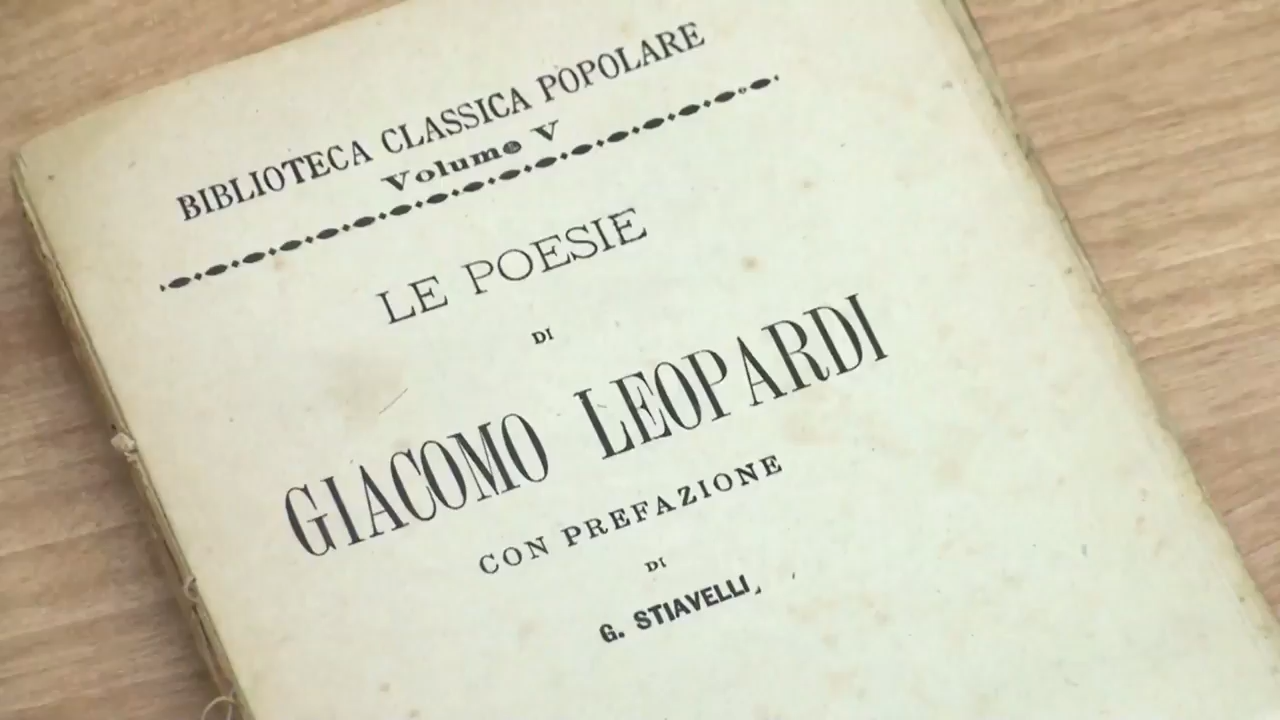 BIBLIOTECA CLASSICA POPOLARE
Volume V
LE POESIE
DI
GIACOMO LEOPARDI
CON PREFAZIONE
DI
G. STIAVELLI,